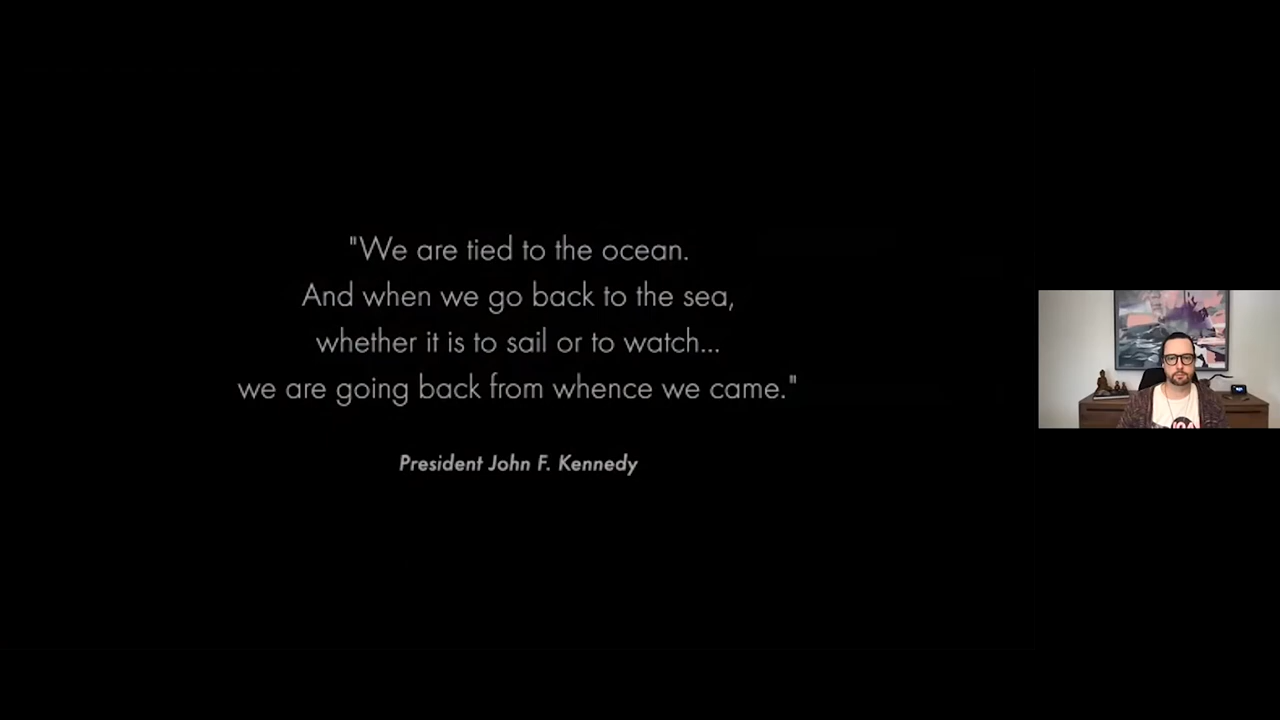 "We are tied to the ocean.
And when we go back to the sea,
whether it is to sail or to watch...
we are going back from whence we came."
President John F. Kennedy